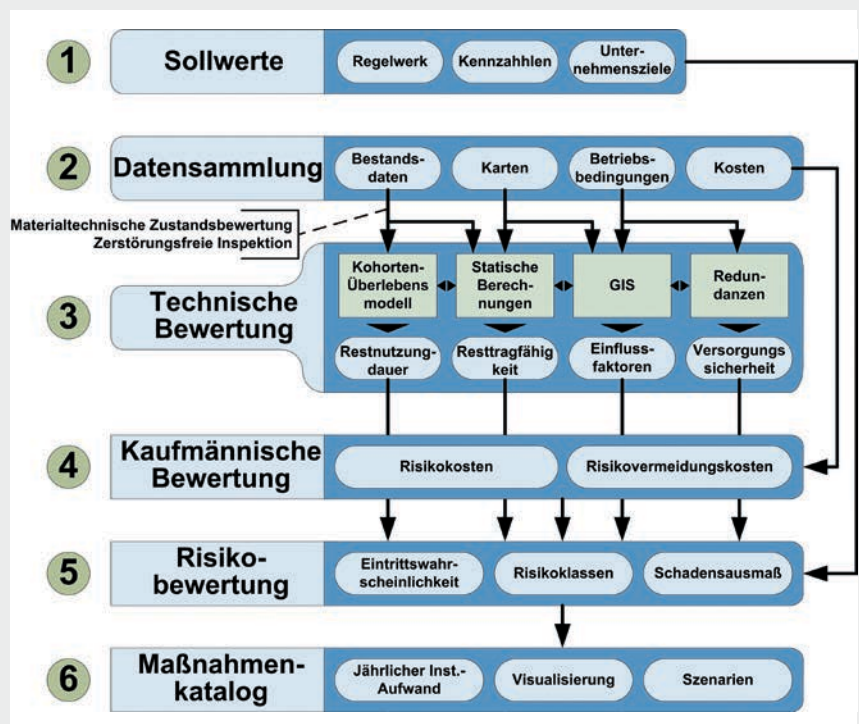 1
Sollwerte
Regelwerk
Kennzahhlen
Unter-
nehmensziele
2
Datensammlung
Bestands-
daten
Karten
Betriebs-
bedingungen
Kosten
Materialtechnische Zustandsbewertung
Zerstörungsfreie Inspektion
3
Technische
Bewertung
Kohorten-
Überlebens
modell
Statische
Berech-
nungen
GIS
Redun-
danzen
Restnutzung-
dauer
Resttragfähig
keit
Einfluss-
faktoren
Versorgungs
sicherheit
4
Kaufmännische
Bewertung
Risikokosten
Risikovermeidungskosten
5
Risiko-
bewertung
Eintrittswahr-
scheinlichkeit
Risikoklassen
Schadensausmaß
6
Maßnahmen-
katalog
Jährlicher Inst.-
Aufwand
Visualisierung
Szenarien